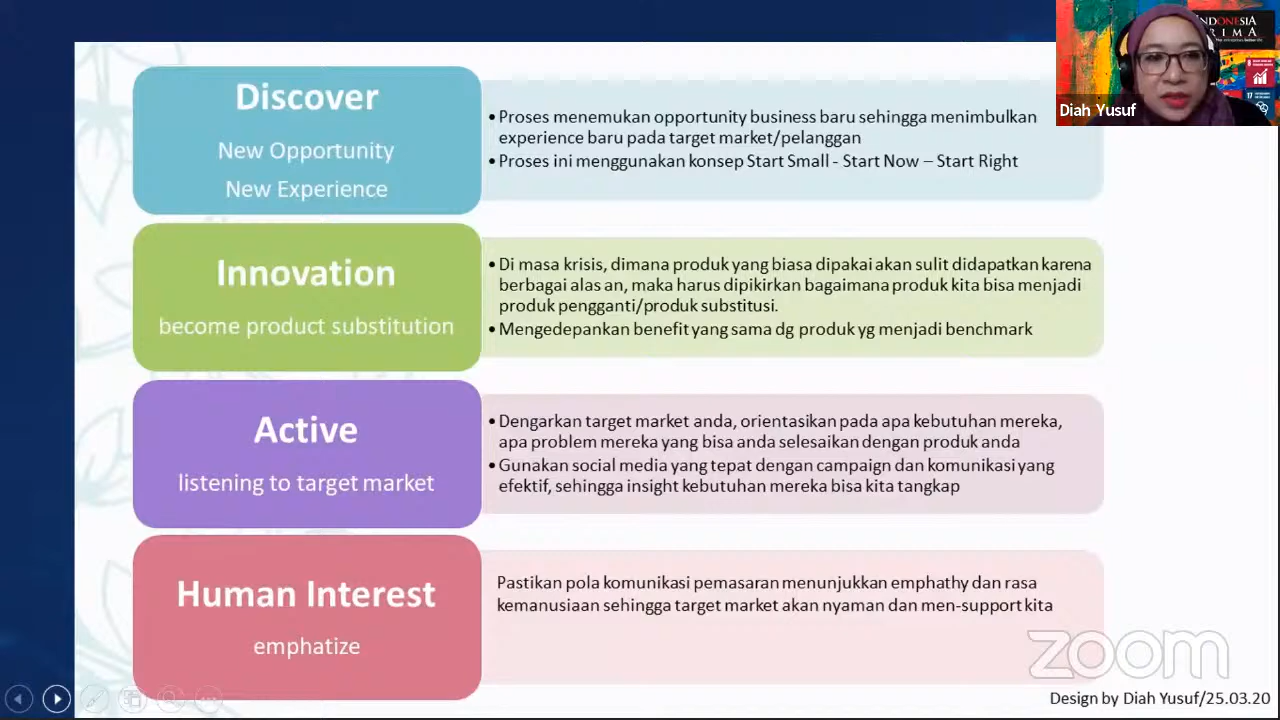 Discover
New Opportunity
New Experience
• Proses menemukan opportunity business baru sehingga menimbulkan
experience baru pada target market/pelanggan
• Proses ini menggunakan konsep Start Small - Start Now – Start Right
Innovation
become product substitution
• Di masa krisis, dimana produk yang biasa dipakai akan sulit didapatkan karena
berbagai alas an, maka harus dipikirkan bagaimana produk kita bisa menjadi
produk pengganti/produk substitusi.
• Mengedepankan benefit yang sama dg produk yg menjadi benchmark
Active
listening to target market
• Dengarkan target market anda, orientasikan pada apa kebutuhan mereka,
apa problem mereka yang bisa anda selesaikan dengan produk anda
• Gunakan social media yang tepat dengan campaign dan komunikasi yang
efektif, sehingga insight kebutuhan mereka bisa kita tangkap
Human Interest
emphatize
Pastikan pola komunikasi pemasaran menunjukkan emphathy dan rasa
kemanusiaan sehingga target market akan nyaman dan men-support kita
INDONESIA
Diah Yusuf
zoom
Design by Diah Yusuf/25.03.20